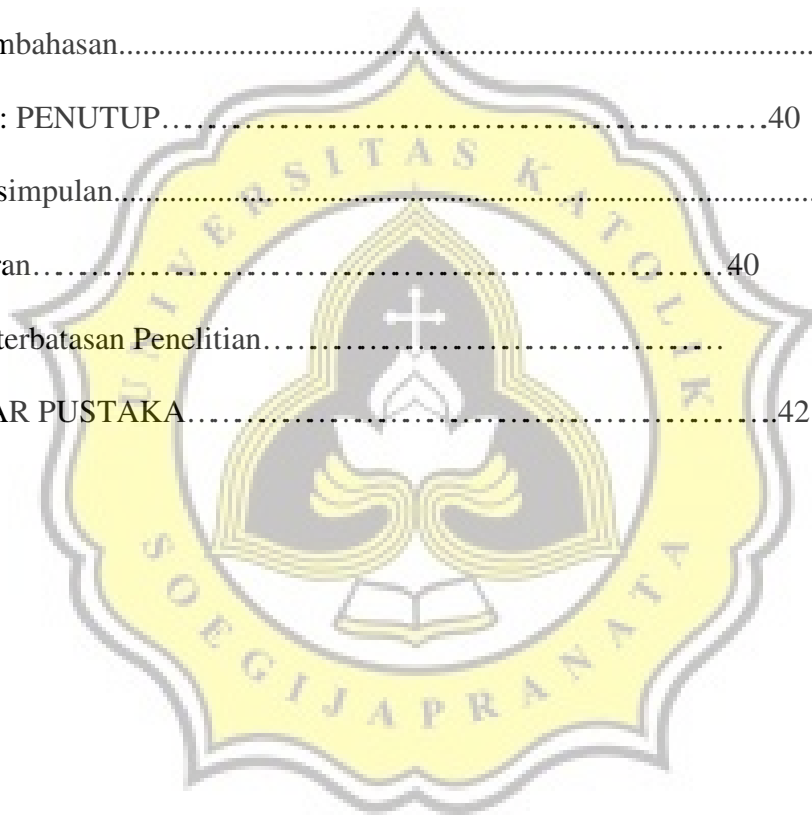 mbahasan....................................................................................................
: PENUTUP……………………………………………….40
simpulan....................................................................................................
ran………………………………………………….40
terbatasan Penelitian…………………………………
AR PUSTAKA………………………………………….42
UNIVERSITAS KATOLIK
SOEGIJAPRANATA